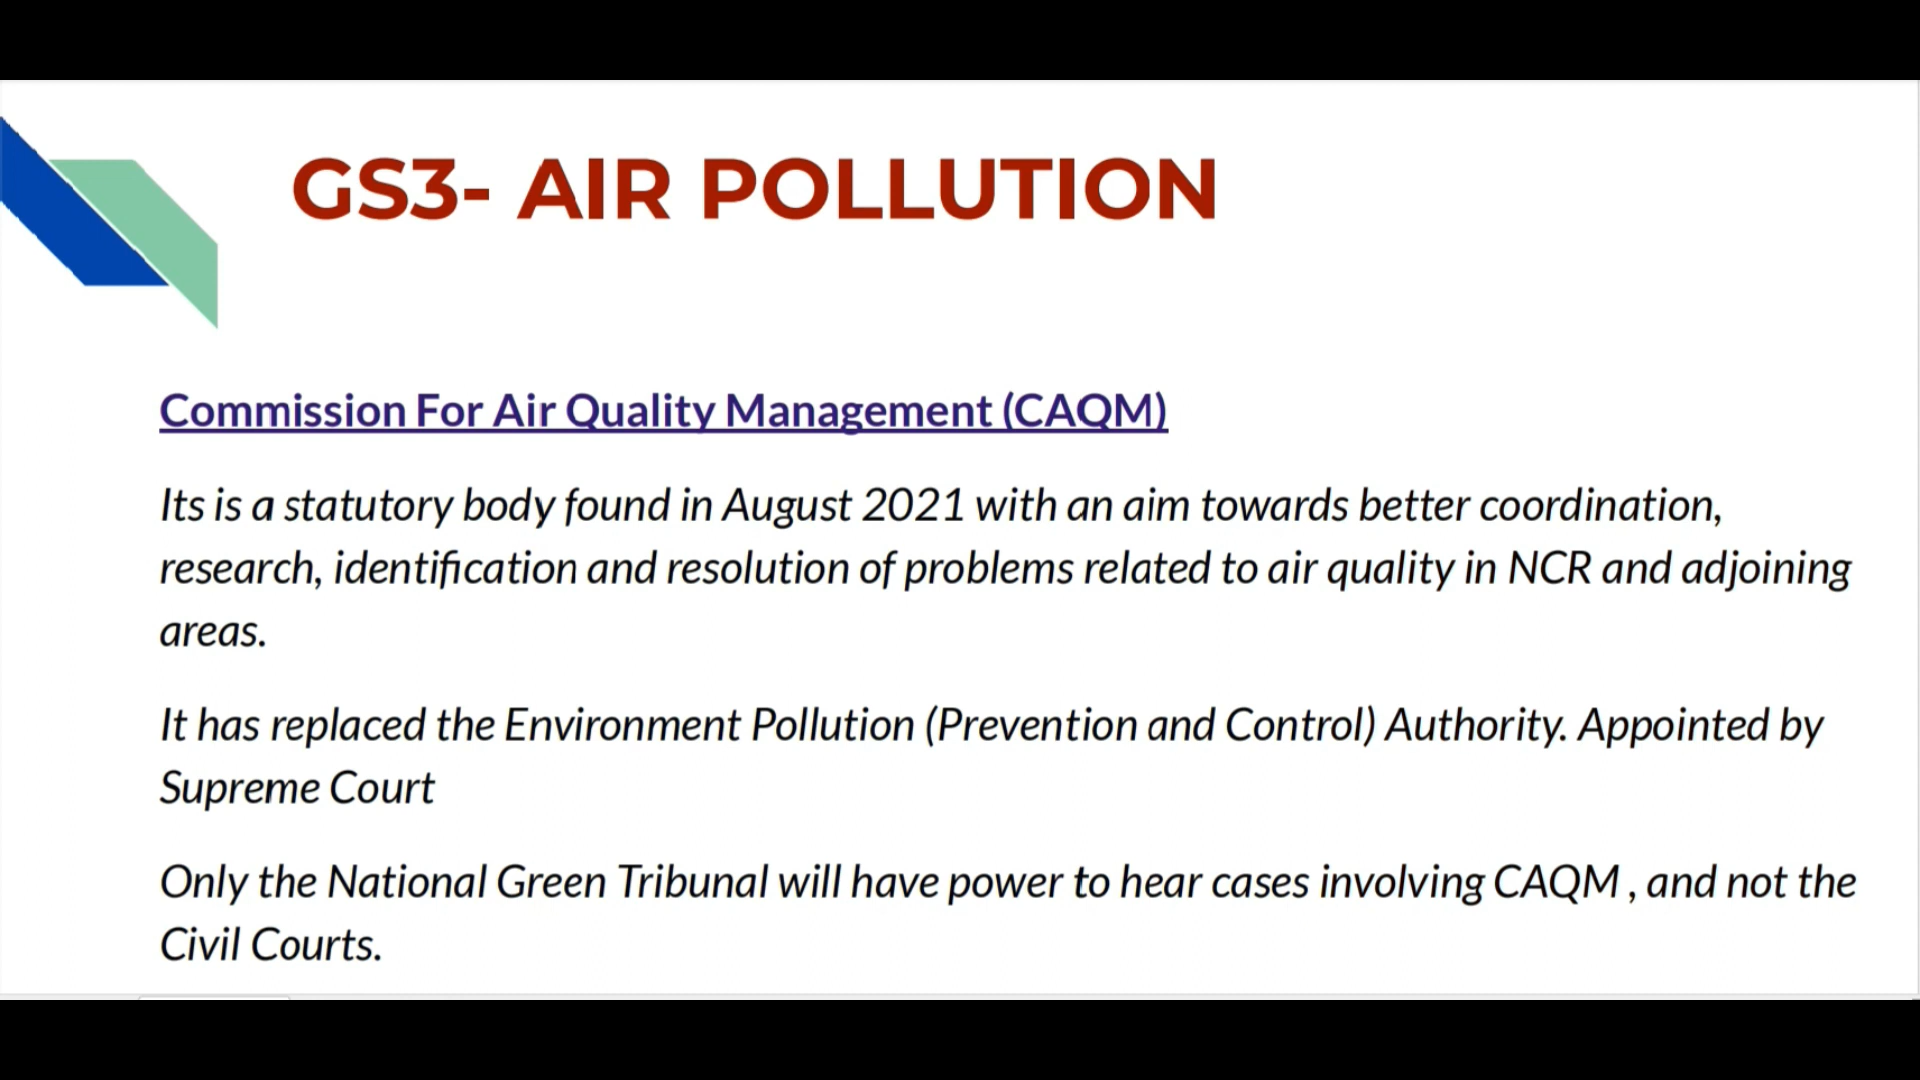 GS3- AIR POLLUTION
Commission For Air Quality Management (CAQM)
Its is a statutory body found in August 2021 with an aim towards better coordination,
research, identification and resolution of problems related to air quality in NCR and adjoining
areas.
It has replaced the Environment Pollution (Prevention and Control) Authority. Appointed by
Supreme Court
Only the National Green Tribunal will have power to hear cases involving CAQM , and not the
Civil Courts.